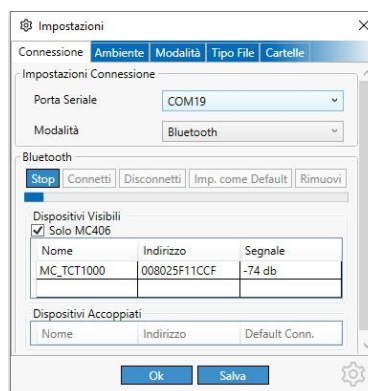 Impostazioni
Connessione Ambiente Modalità Tipo File Cartelle
Impostazioni Connessione
Porta Seriale COM19
Modalità Bluetooth
Bluetooth
Stop Connetti Disconnetti Imp. come Default Rimuovi
Dispositivi Visibili
Solo MC406
Nome Indirizzo Segnale
MC_TCT1000 008025F11CCF -74 db
Dispositivi Accoppiati
Nome Indirizzo Default Conn.
Ok Salva